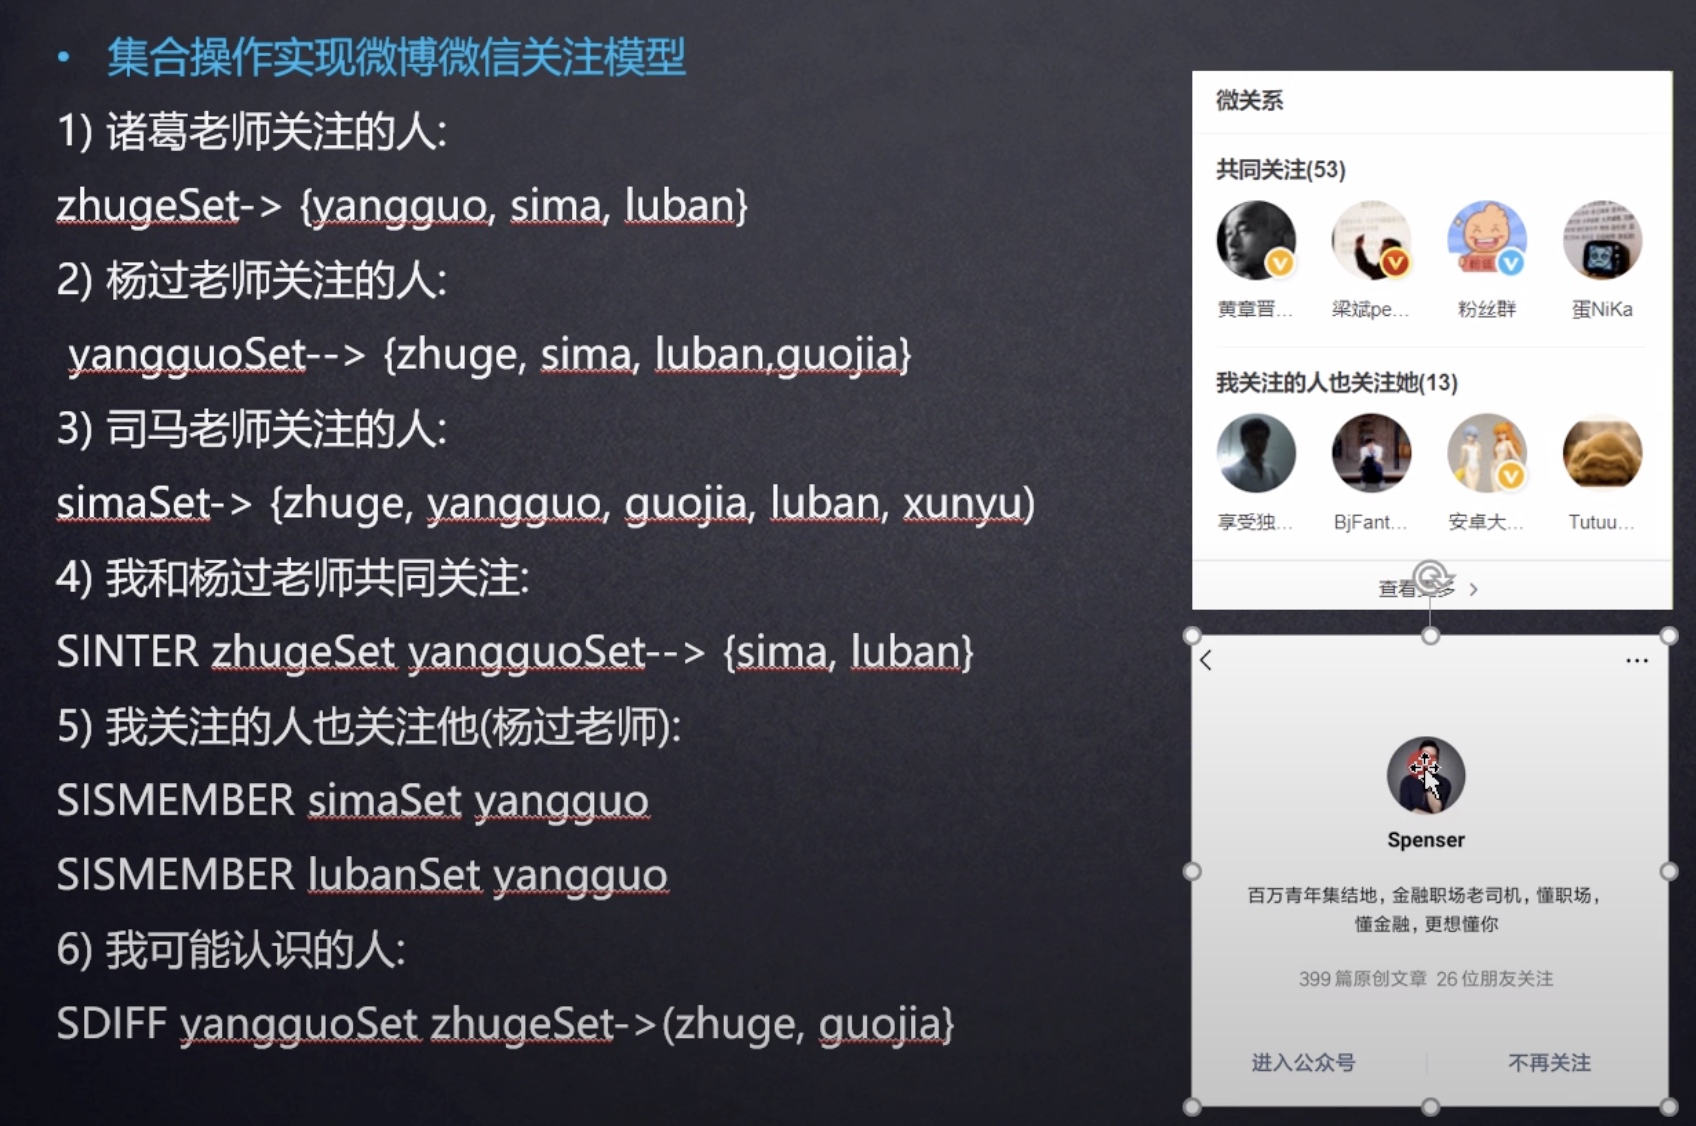 • 集合操作实现微博微信关注模型
1) 诸葛老师关注的人:
zhugeSet-> {yangguo, sima, luban}
2) 杨过老师关注的人:
yangguoSet--> {zhuge, sima, luban,guojia}
3) 司马老师关注的人:
simaSet-> {zhuge, yangguo, guojia, luban, xunyu)
4) 我和杨过老师共同关注:
SINTER zhugeSet yangguoSet--> {sima, luban}
5) 我关注的人也关注他(杨过老师):
SISMEMBER simaSet yangguo
SISMEMBER lubanSet yangguo
6) 我可能认识的人:
SDIFF yangguoSet zhugeSet->(zhuge, guojia}
微关系
共同关注(53)
黄章晋... 梁斌pe... 粉丝群 蛋NiKa
我关注的人也关注她(13)
享受独... BjFant... 安卓大... Tutuu...
查看更多 >
Spenser
百万青年集结地，金融职场老司机，懂职场，
懂金融，更想懂你
399 篇原创文章 26 位朋友关注
进入公众号 不再关注